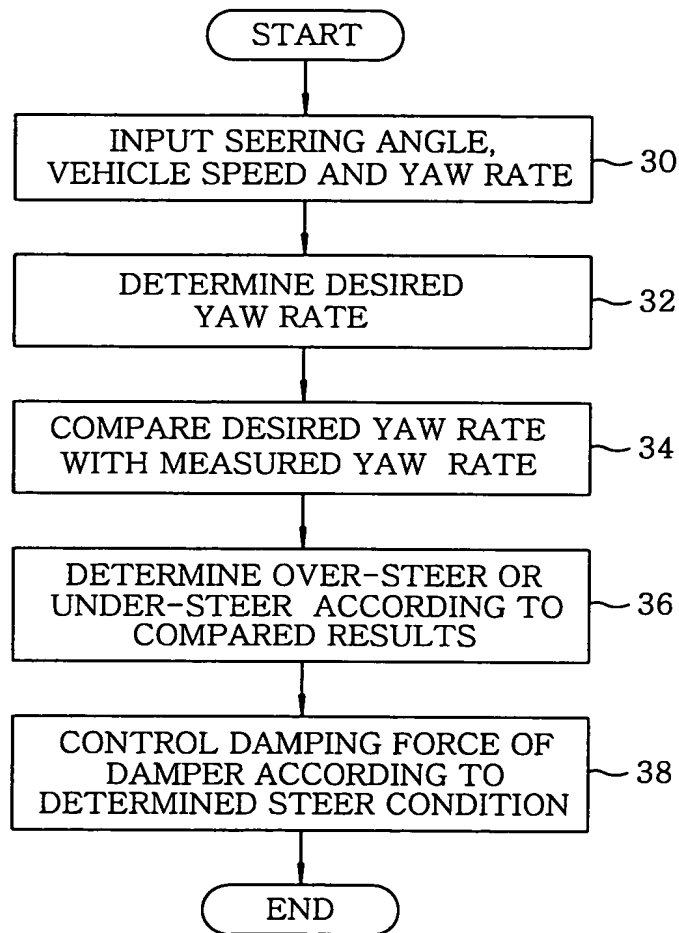 START
INPUT SEERING ANGLE,
VEHICLE SPEED AND YAW RATE
30
DETERMINE DESIRED
YAW RATE
32
COMPARE DESIRED YAW RATE
WITH MEASURED YAW RATE
34
DETERMINE OVER-STEER OR
UNDER-STEER ACCORDING TO
COMPARED RESULTS
36
CONTROL DAMPING FORCE OF
DAMPER ACCORDING TO
DETERMINED STEER CONDITION
38
END